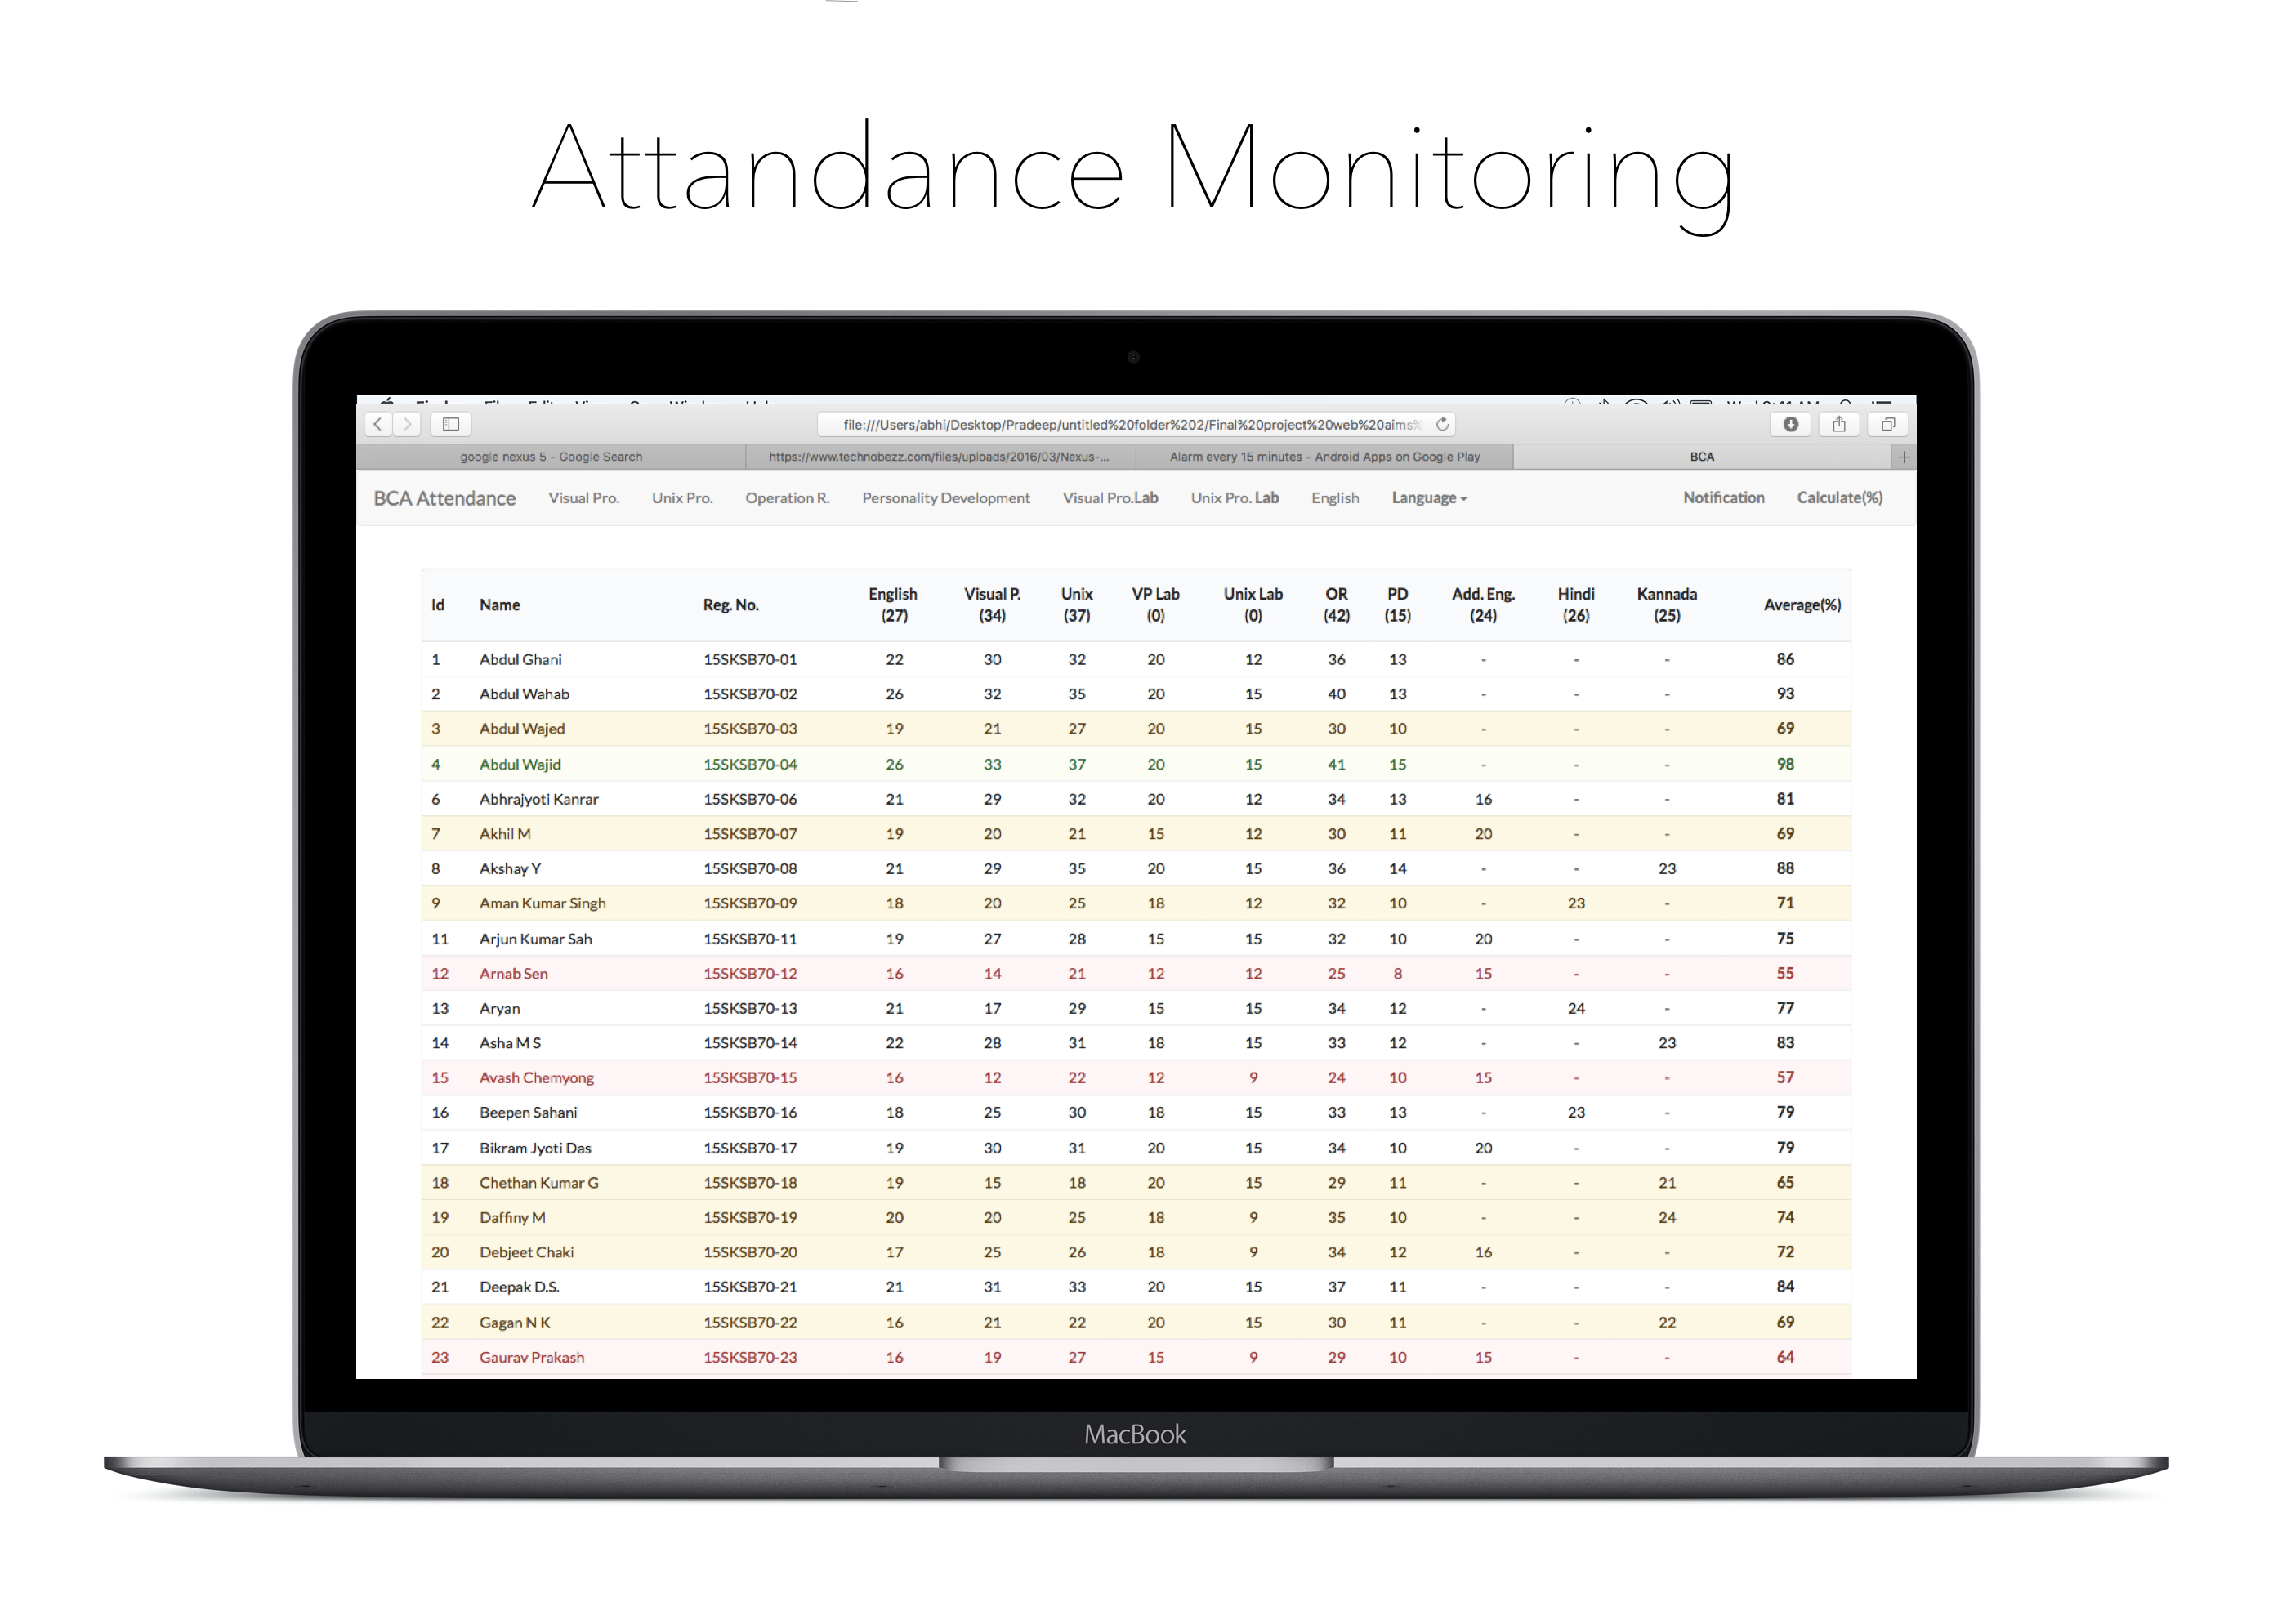 Attandance Monitoring
file:///Users/abhi/Desktop/Pradeep/untitled%20folder%202/Final%20project%20web%20aims%
google nexus 5 - Google Search https://www.technobezz.com/files/uploads/2016/03/Nexus-... Alarm every 15 minutes - Android Apps on Google Play BCA +
BCA Attendance Visual Pro. Unix Pro. Operation R. Personality Development Visual Pro.Lab Unix Pro. Lab English Language Notification Calculate(%)
Id Name Reg. No. English (27) Visual P. (34) Unix (37) VP Lab (0) Unix Lab (0) OR (42) PD (15) Add. Eng. (24) Hindi (26) Kannada (25) Average(%)
1 Abdul Ghani 15SKSB70-01 22 30 32 20 12 36 13 - - - 86
2 Abdul Wahab 15SKSB70-02 26 32 35 20 15 40 13 - - - 93
3 Abdul Wajed 15SKSB70-03 19 21 27 20 15 30 10 - - - 69
4 Abdul Wajid 15SKSB70-04 26 33 37 20 15 41 15 - - - 98
6 Abhrajyoti Kanrar 15SKSB70-06 21 29 32 20 12 34 13 16 - - 81
7 Akhil M 15SKSB70-07 19 20 21 15 12 30 11 20 - - 69
8 Akshay Y 15SKSB70-08 21 29 35 20 15 36 14 - - 23 88
9 Aman Kumar Singh 15SKSB70-09 18 20 25 18 12 32 10 - 23 - 71
11 Arjun Kumar Sah 15SKSB70-11 19 27 28 15 15 32 10 20 - - 75
12 Arnab Sen 15SKSB70-12 16 14 21 12 12 25 8 15 - - 55
13 Aryan 15SKSB70-13 21 17 29 15 15 34 12 - 24 - 77
14 Asha M S 15SKSB70-14 22 28 31 18 15 33 12 - - 23 83
15 Avash Chemyong 15SKSB70-15 16 12 22 12 9 24 10 15 - - 57
16 Beepen Sahani 15SKSB70-16 18 25 30 18 15 33 13 - 23 - 79
17 Bikram Jyoti Das 15SKSB70-17 19 30 31 20 15 34 10 20 - - 79
18 Chethan Kumar G 15SKSB70-18 19 15 18 20 15 29 11 - - 21 65
19 Daffiny M 15SKSB70-19 20 20 25 18 9 35 10 - - 24 74
20 Debjeet Chaki 15SKSB70-20 17 25 26 18 9 34 12 16 - - 72
21 Deepak D.S. 15SKSB70-21 21 31 33 20 15 37 11 - - - 84
22 Gagan N K 15SKSB70-22 16 21 22 20 15 30 11 - - 22 69
23 Gaurav Prakash 15SKSB70-23 16 19 27 15 9 29 10 15 - - 64
MacBook